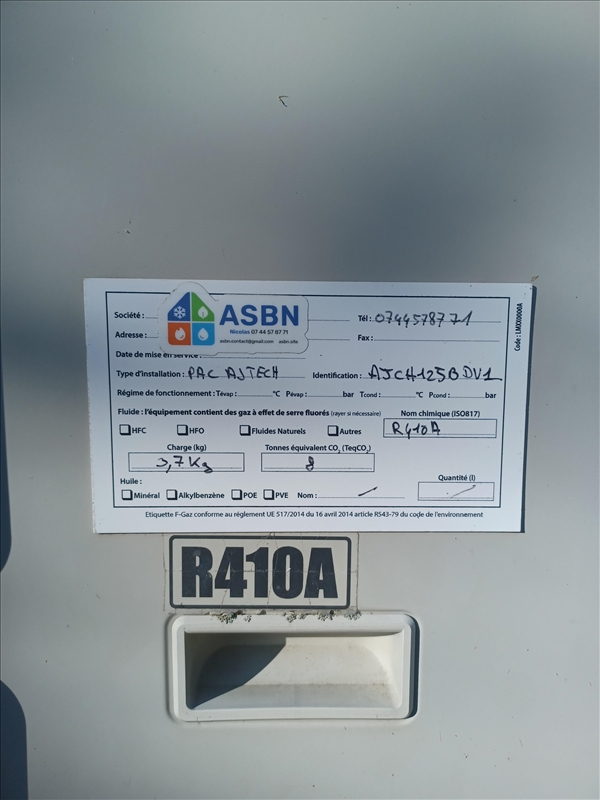 Société :
ASBN
Nicolas 07 44 57 87 71
asbn.contact@gmail.com asbn.site
Tél : 0744578771
Adresse :
Fax :
Code : LMXXXXXXA
Date de mise en service :
Type d'installation : PAC AJTECH Identification : AJCH125BDV1
Régime de fonctionnement : Tévap : °C Pévap : bar Tcond : °C Pcond : bar
Fluide : l'équipement contient des gaz à effet de serre fluorés (rayer si nécessaire) Nom chimique (ISO817)
HFC HFO Fluides Naturels Autres R410A
Charge (kg) Tonnes équivalent CO₂ (TeqCO₂)
3,7 Kg 8
Huile : Quantité (l)
Minéral Alkylbenzène POE PVE Nom :
Etiquette F-Gaz conforme au règlement UE 517/2014 du 16 avril 2014 article R543-79 du code de l'environnement
R410A